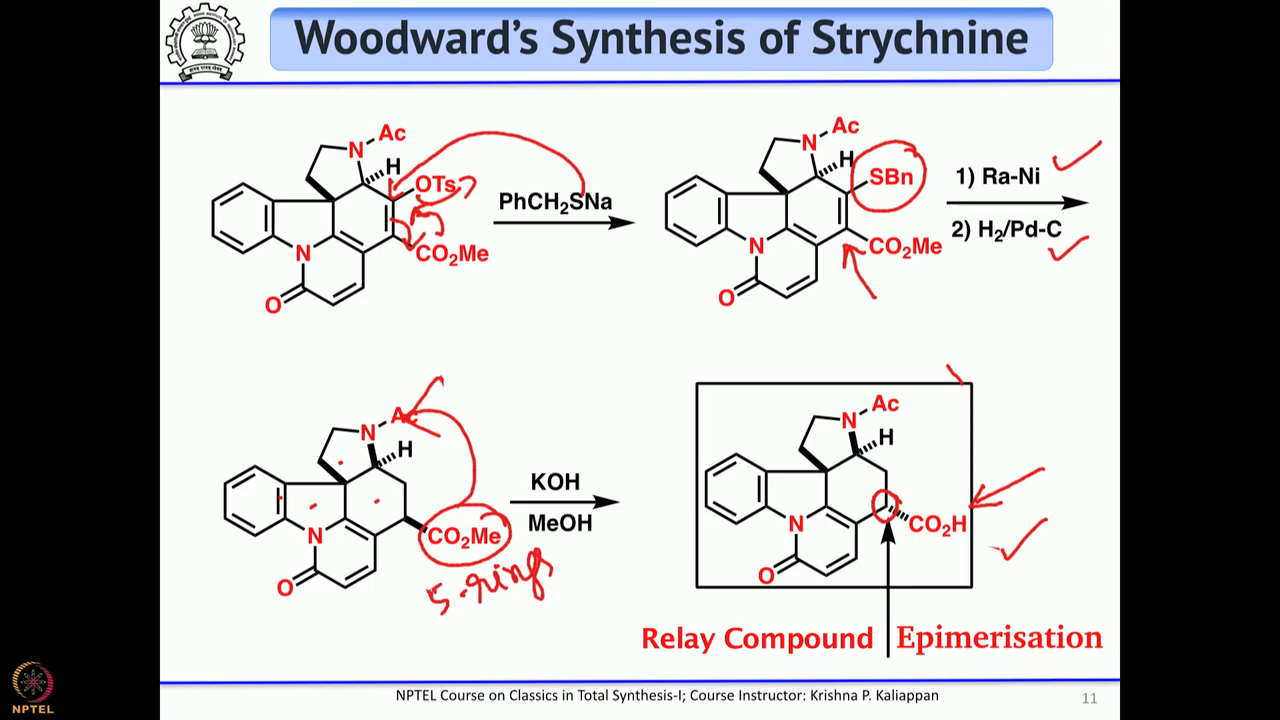 Woodward's Synthesis of Strychnine
Ac
N
H
OTs
CO₂Me
N
O
PhCH₂SNa
Ac
N
H
SBn
CO₂Me
N
O
1) Ra-Ni
2) H₂/Pd-C
Ac
N
H
CO₂Me
N
O
5-rings
KOH
MeOH
Ac
N
H
CO₂H
N
O
Relay Compound
Epimerisation
NPTEL
NPTEL Course on Classics in Total Synthesis-I; Course Instructor: Krishna P. Kaliappan
11